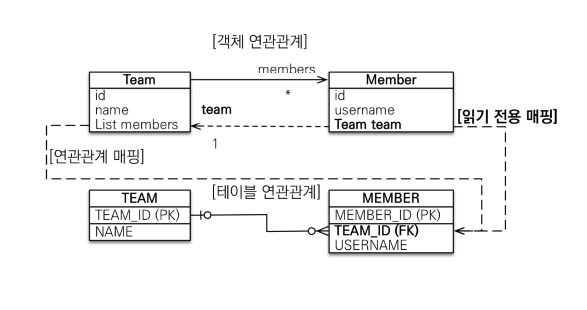 [객체 연관관계]
members
Team
Member
id
name
List members
*
team
1
id
username
Team team
[읽기 전용 매핑]
[연관관계 매핑]
[테이블 연관관계]
TEAM
TEAM_ID (PK)
NAME
MEMBER
MEMBER_ID (PK)
TEAM_ID (FK)
USERNAME